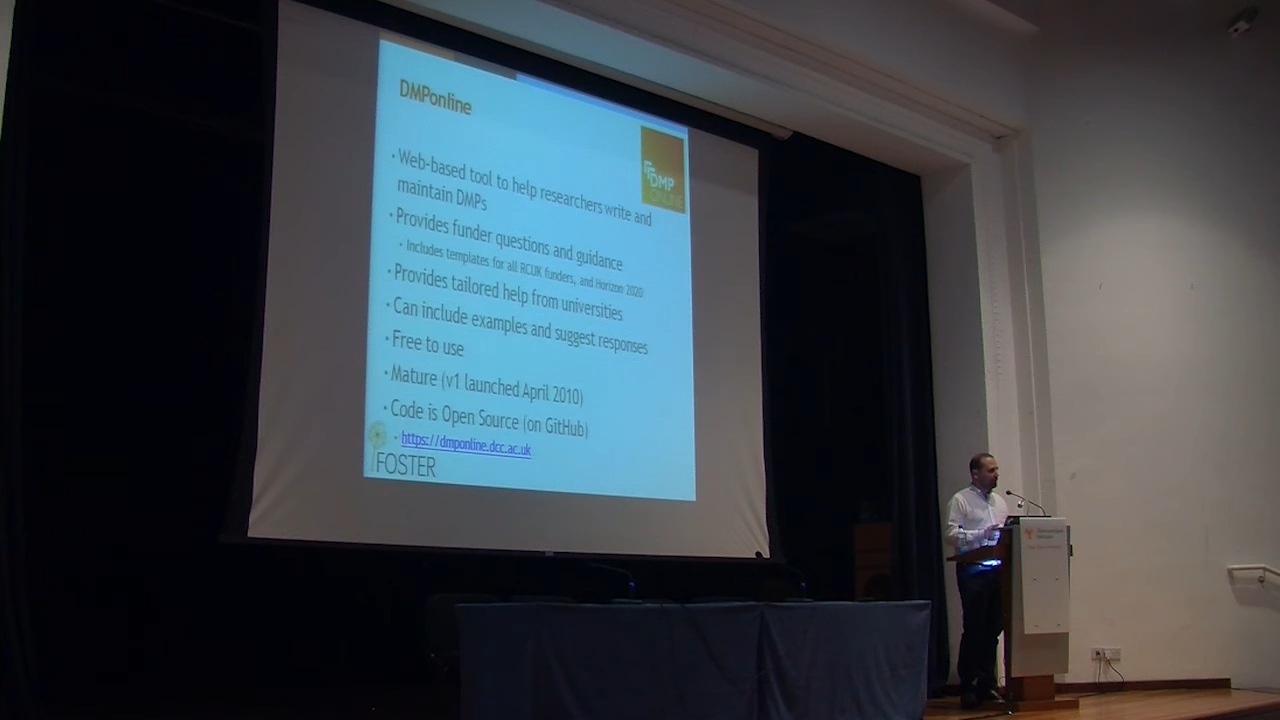 DMPonline
DMP
ONLINE
· Web-based tool to help researchers write and
maintain DMPs
· Provides funder questions and guidance
· Includes templates for all RCUK funders, and Horizon 2020
· Provides tailored help from universities
· Can include examples and suggest responses
· Free to use
· Mature (v1 launched April 2010)
· Code is Open Source (on GitHub)
· https://dmponline.dcc.ac.uk
FOSTER